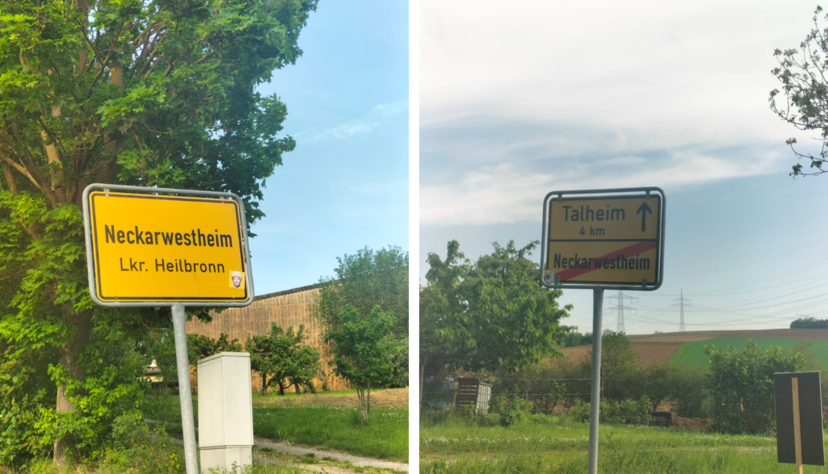 Neckarwestheim
Lkr. Heilbronn
Talheim
4 km
Neckarwestheim